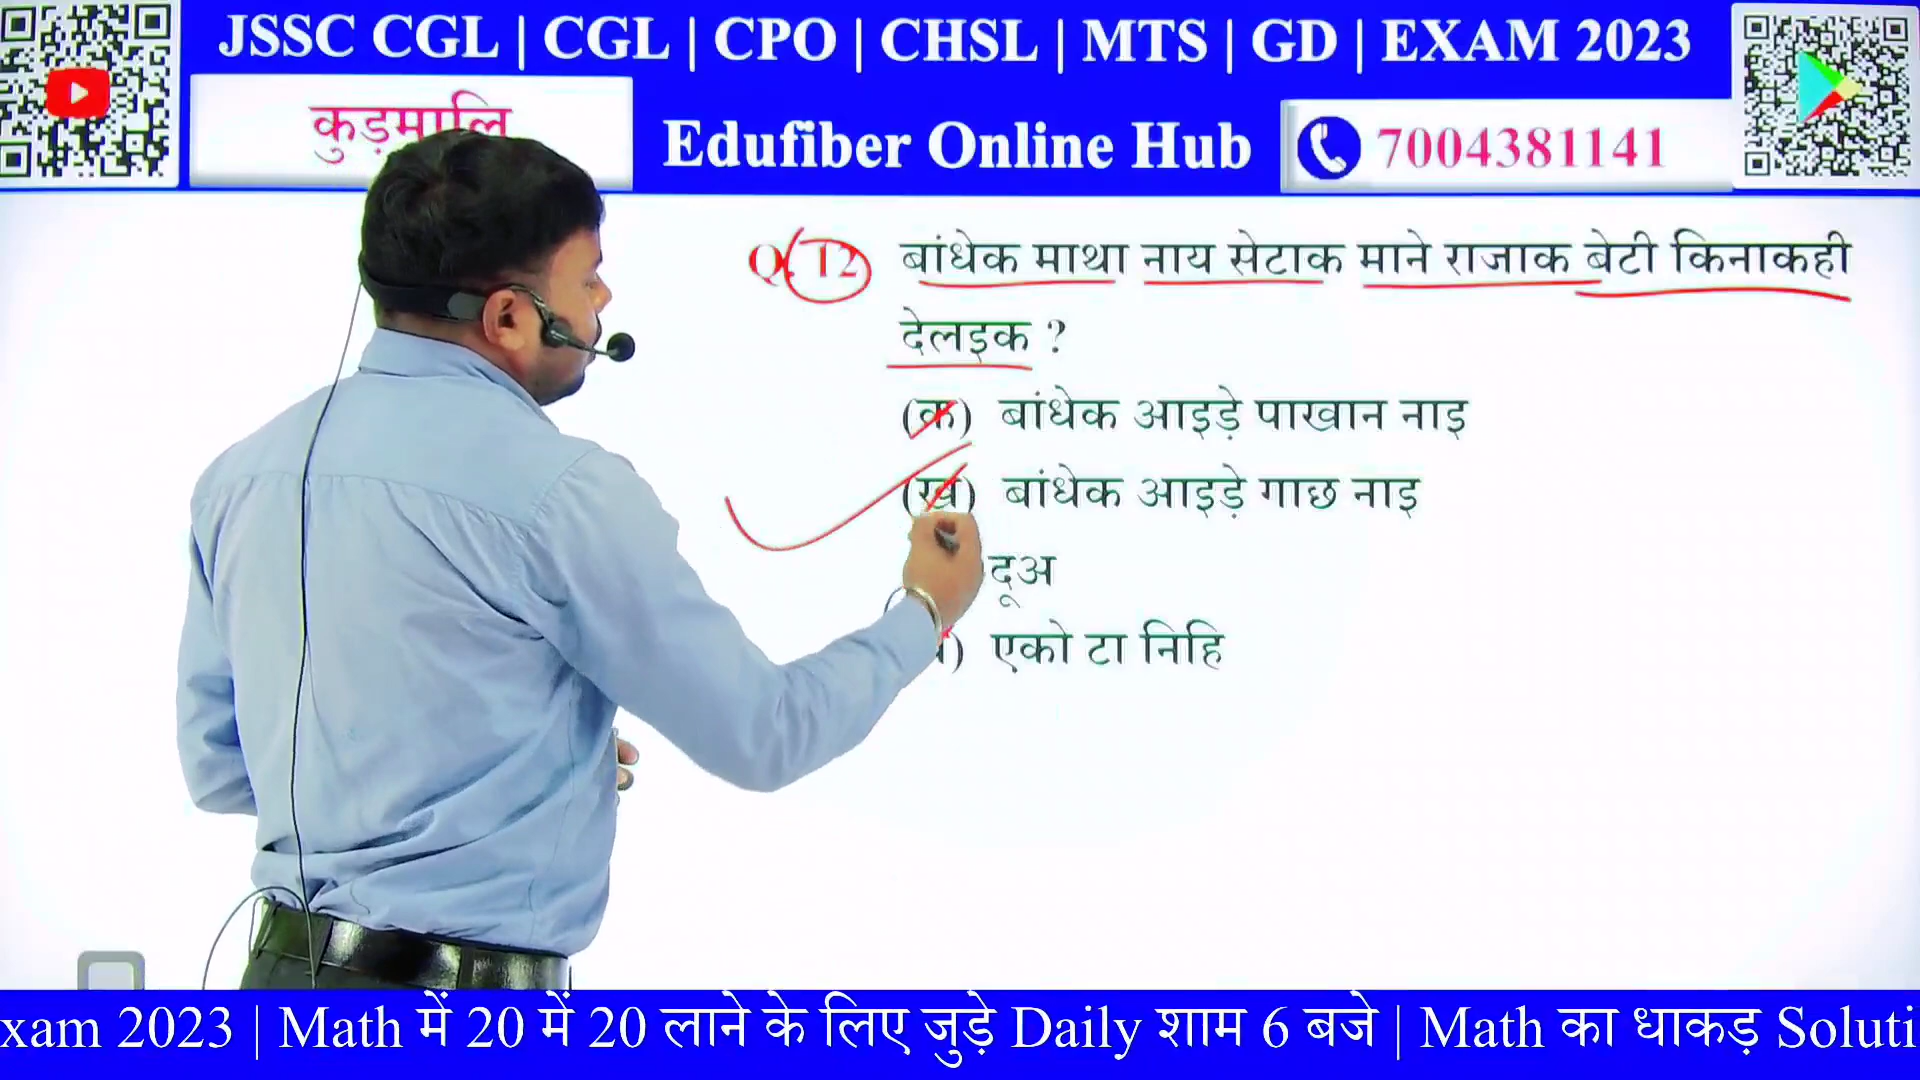 JSSC CGL | CGL | CPO | CHSL | MTS | GD | EXAM 2023
कुड़मालि
Edufiber Online Hub
7004381141
Q. 12 बांधेक माथा नाय सेटाक माने राजाक बेटी किनाकही
देलइक ?
(क) बांधेक आइड़े पाखान नाइ
(ख) बांधेक आइड़े गाछ नाइ
दूअ
एको टा निहि
xam 2023 | Math में 20 में 20 लाने के लिए जुड़े Daily शाम 6 बजे | Math का धाकड़ Soluti